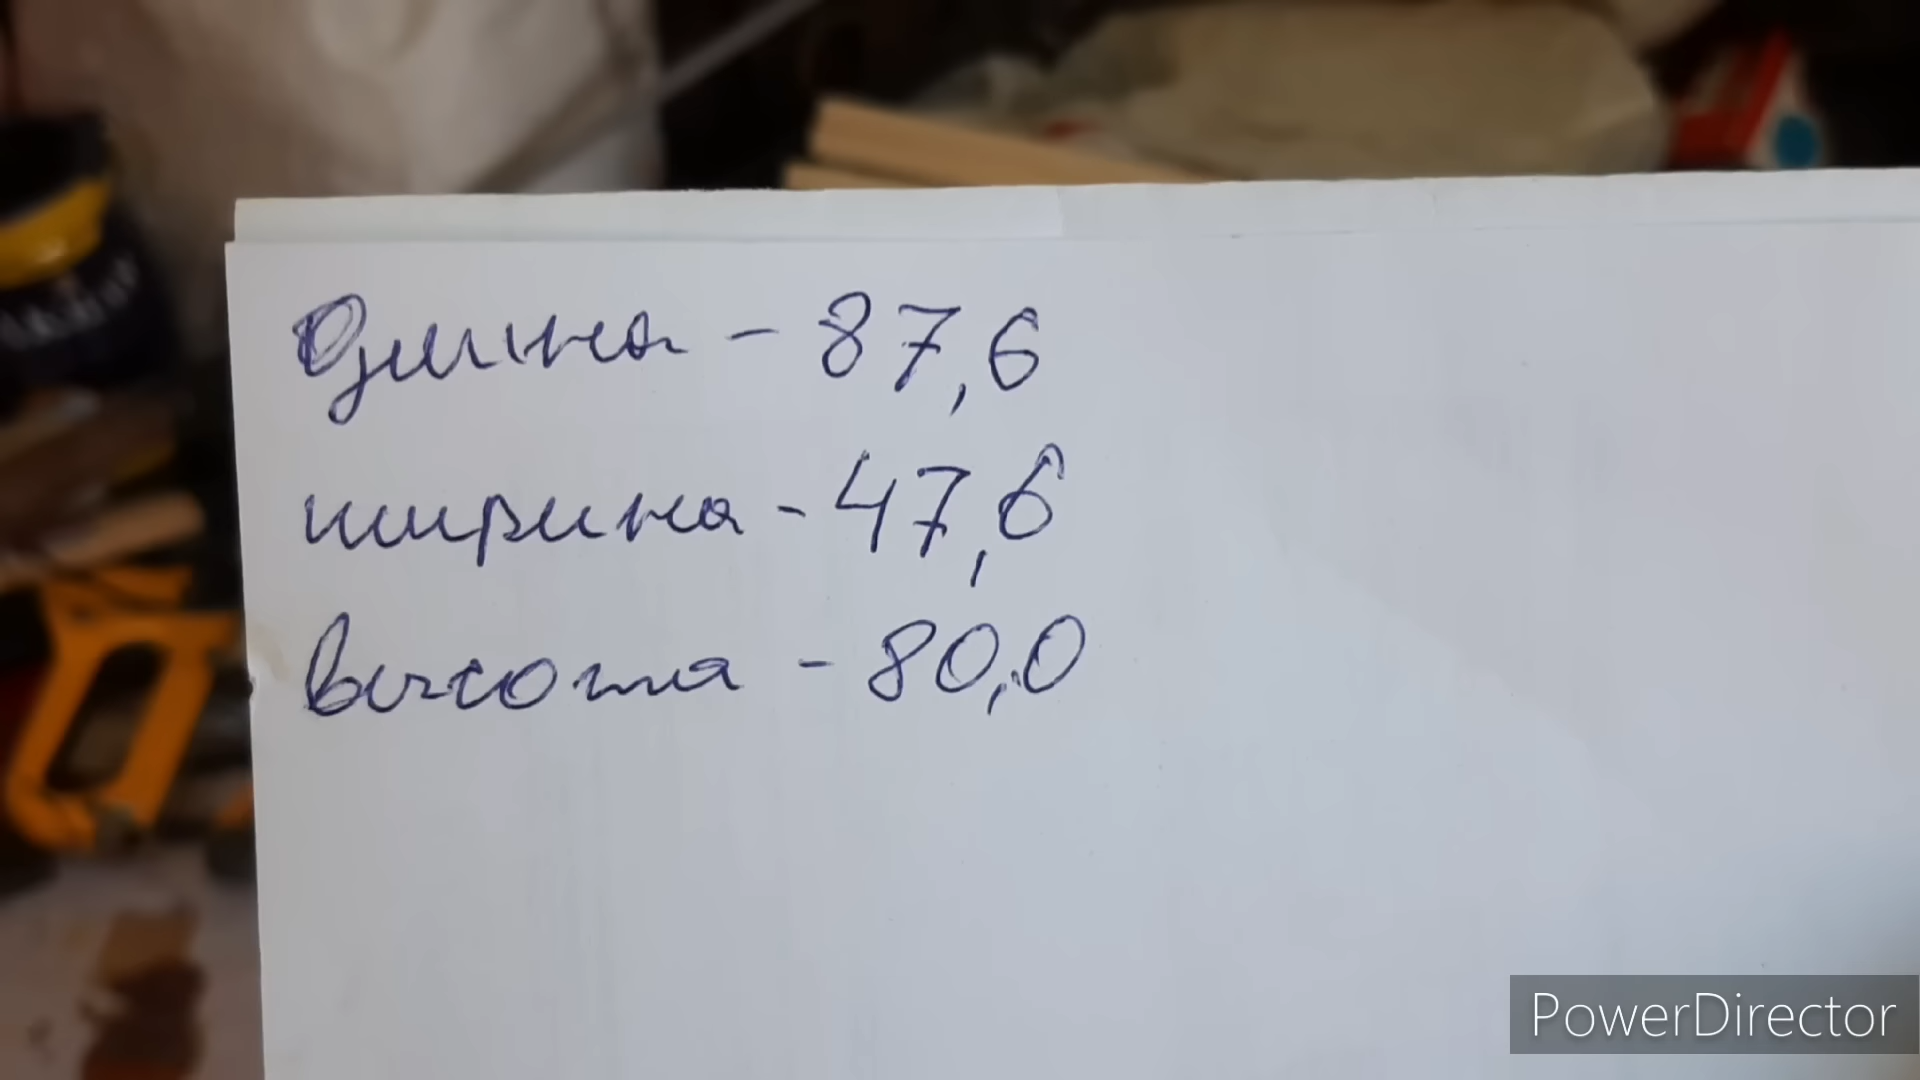 Длина - 87,6
ширина - 47,6
высота - 80,0
PowerDirector